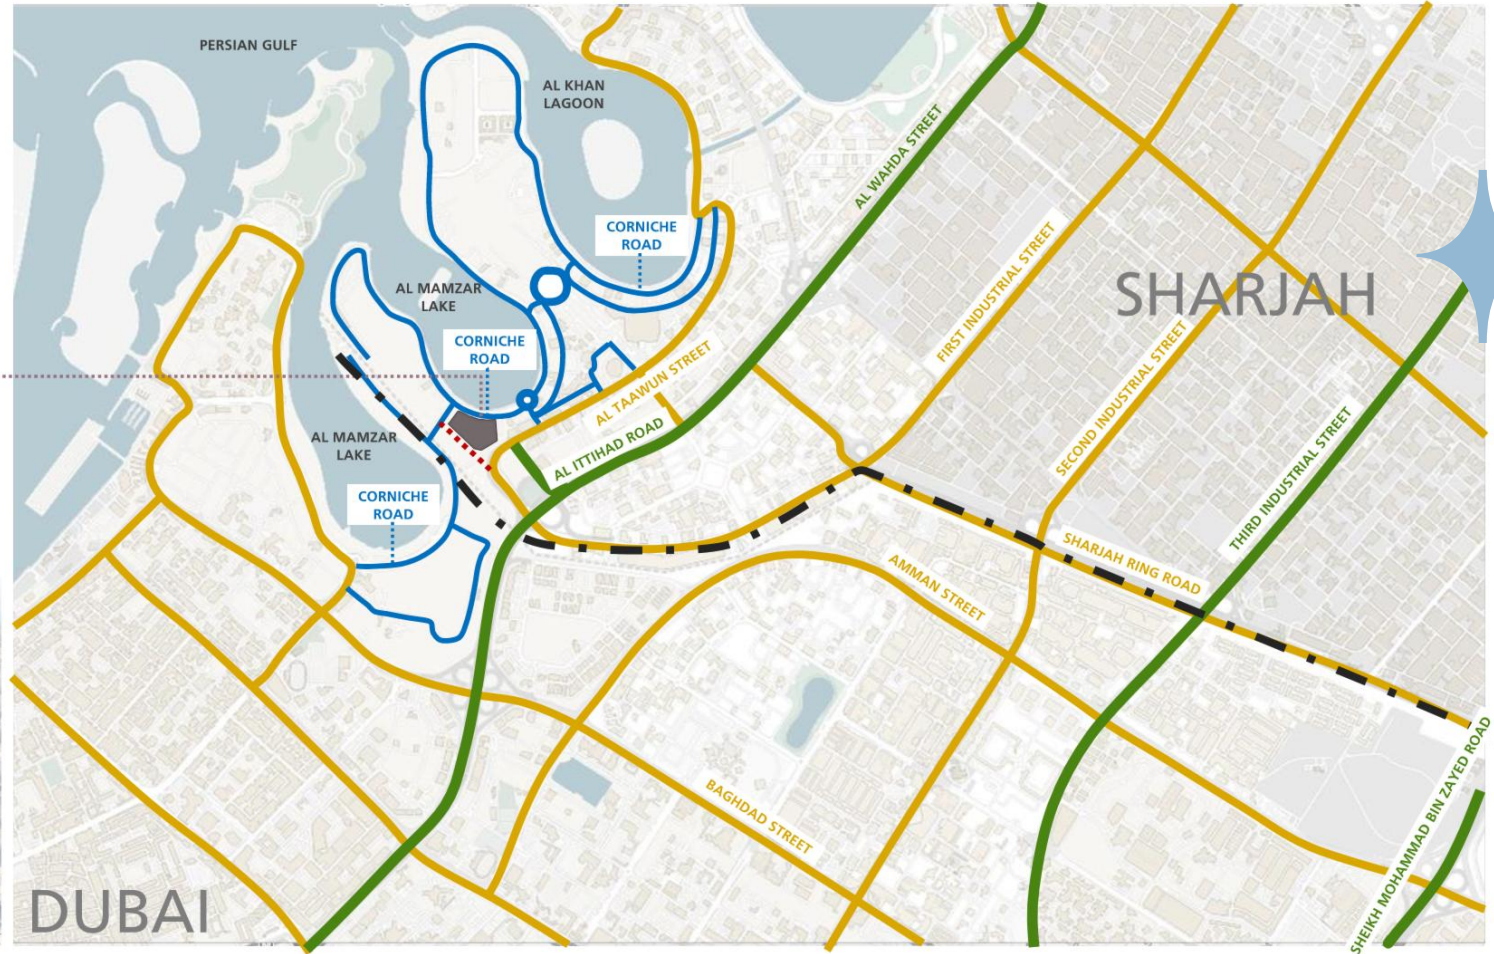 PERSIAN GULF
AL KHAN
LAGOON
AL WAHDA STREET
CORNICHE
ROAD
AL MAMZAR
LAKE
FIRST INDUSTRIAL STREET
SHARJAH
CORNICHE
ROAD
AL TAAWUN STREET
SECOND INDUSTRIAL STREET
AL MAMZAR
LAKE
AL ITTIHAD ROAD
THIRD INDUSTRIAL STREET
CORNICHE
ROAD
SHARJAH RING ROAD
AMMAN STREET
BAGHDAD STREET
SHEIKH MOHAMMAD BIN ZAYED ROAD
DUBAI